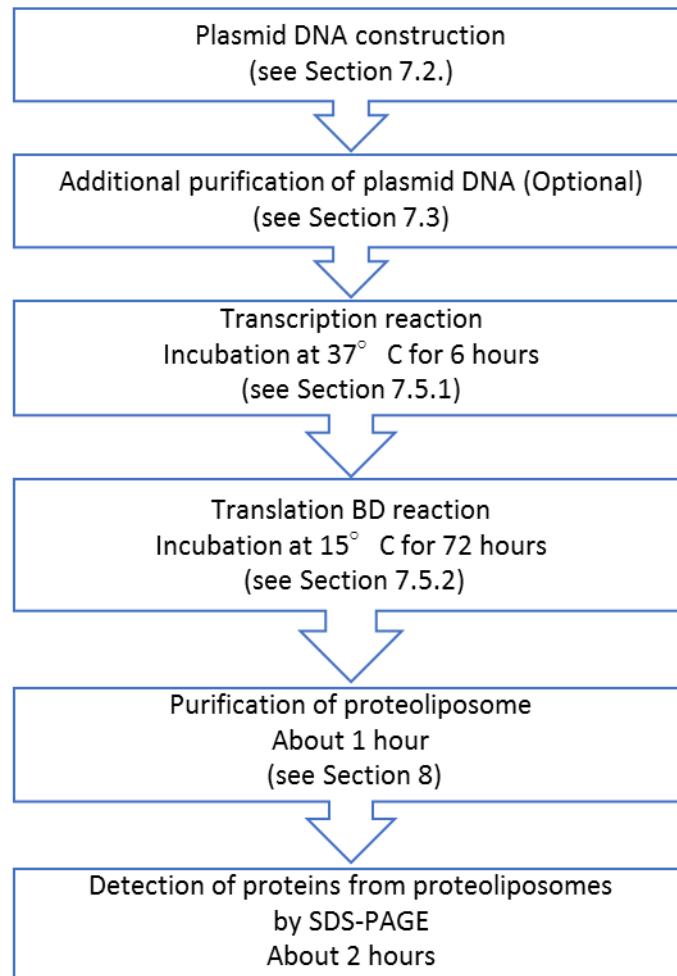 Plasmid DNA construction
(see Section 7.2.)
Additional purification of plasmid DNA (Optional)
(see Section 7.3)
Transcription reaction
Incubation at 37° C for 6 hours
(see Section 7.5.1)
Translation BD reaction
Incubation at 15° C for 72 hours
(see Section 7.5.2)
Purification of proteoliposome
About 1 hour
(see Section 8)
Detection of proteins from proteoliposomes
by SDS-PAGE
About 2 hours